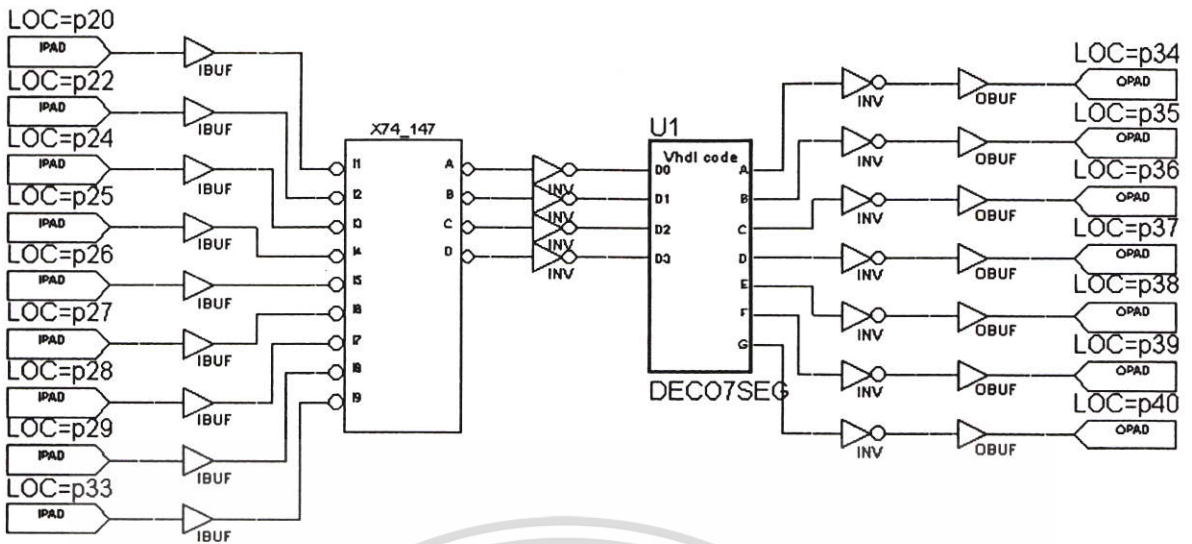 LOC=p20
IPAD
IBUF
LOC=p22
IPAD
IBUF
LOC=p24
IPAD
IBUF
LOC=p25
IPAD
IBUF
LOC=p26
IPAD
IBUF
LOC=p27
IPAD
IBUF
LOC=p28
IPAD
IBUF
LOC=p29
IPAD
IBUF
LOC=p33
IPAD
IBUF
X74_147
I1
I2
I3
I4
I5
I6
I7
I8
I9
A
B
C
D
INV
INV
INV
INV
U1
Vhdl code
D0
D1
D2
D3
A
B
C
D
E
F
G
DECO7SEG
INV
OBUF
LOC=p34
OPAD
INV
OBUF
LOC=p35
OPAD
INV
OBUF
LOC=p36
OPAD
INV
OBUF
LOC=p37
OPAD
INV
OBUF
LOC=p38
OPAD
INV
OBUF
LOC=p39
OPAD
INV
OBUF
LOC=p40
OPAD